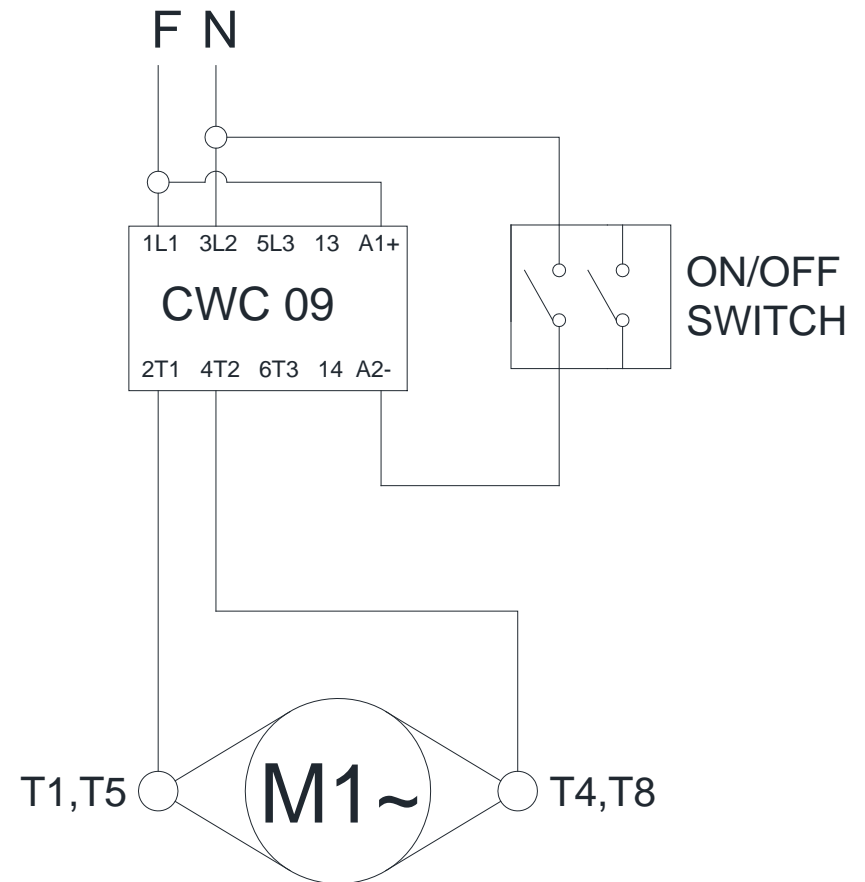 F N
1L1 3L2 5L3 13 A1+
CWC 09
2T1 4T2 6T3 14 A2-
ON/OFF
SWITCH
T1,T5
M1~
T4,T8